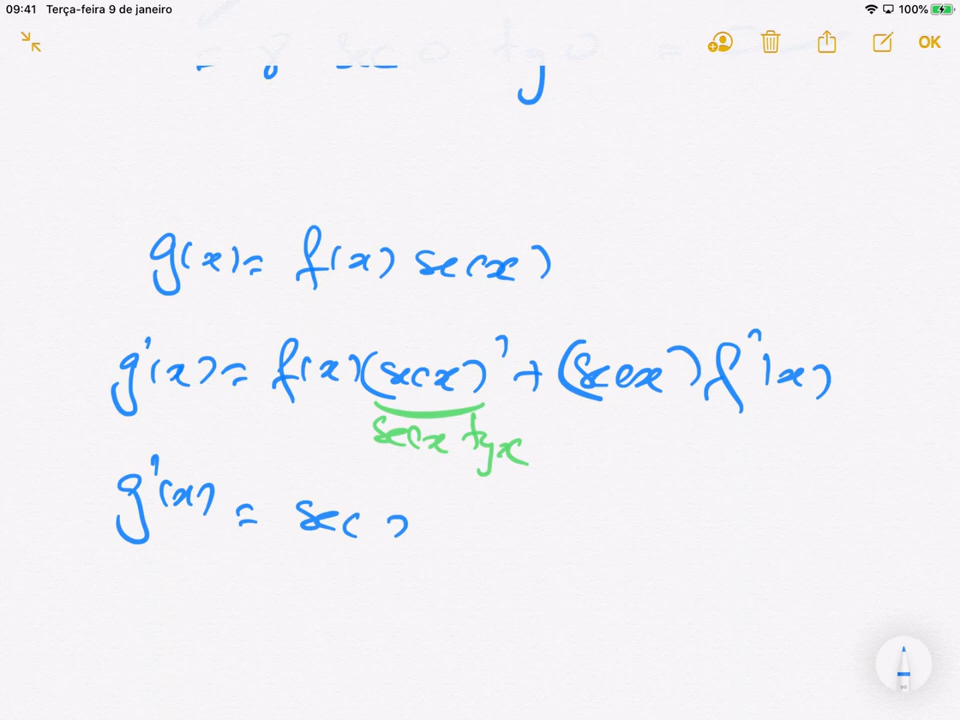 09:41 Terça-feira 9 de janeiro 100%
OK
g(x) = f(x) sec(x)
g'(x) = f(x)(sec x)' + (sec x) f'(x)
sec x tg x
g'(x) = sec